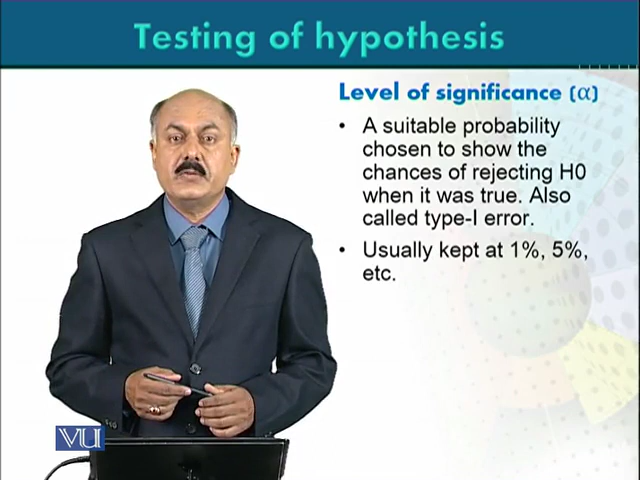 Testing of hypothesis
Level of significance (α)
• A suitable probability
chosen to show the
chances of rejecting H0
when it was true. Also
called type-I error.
• Usually kept at 1%, 5%,
etc.
VU